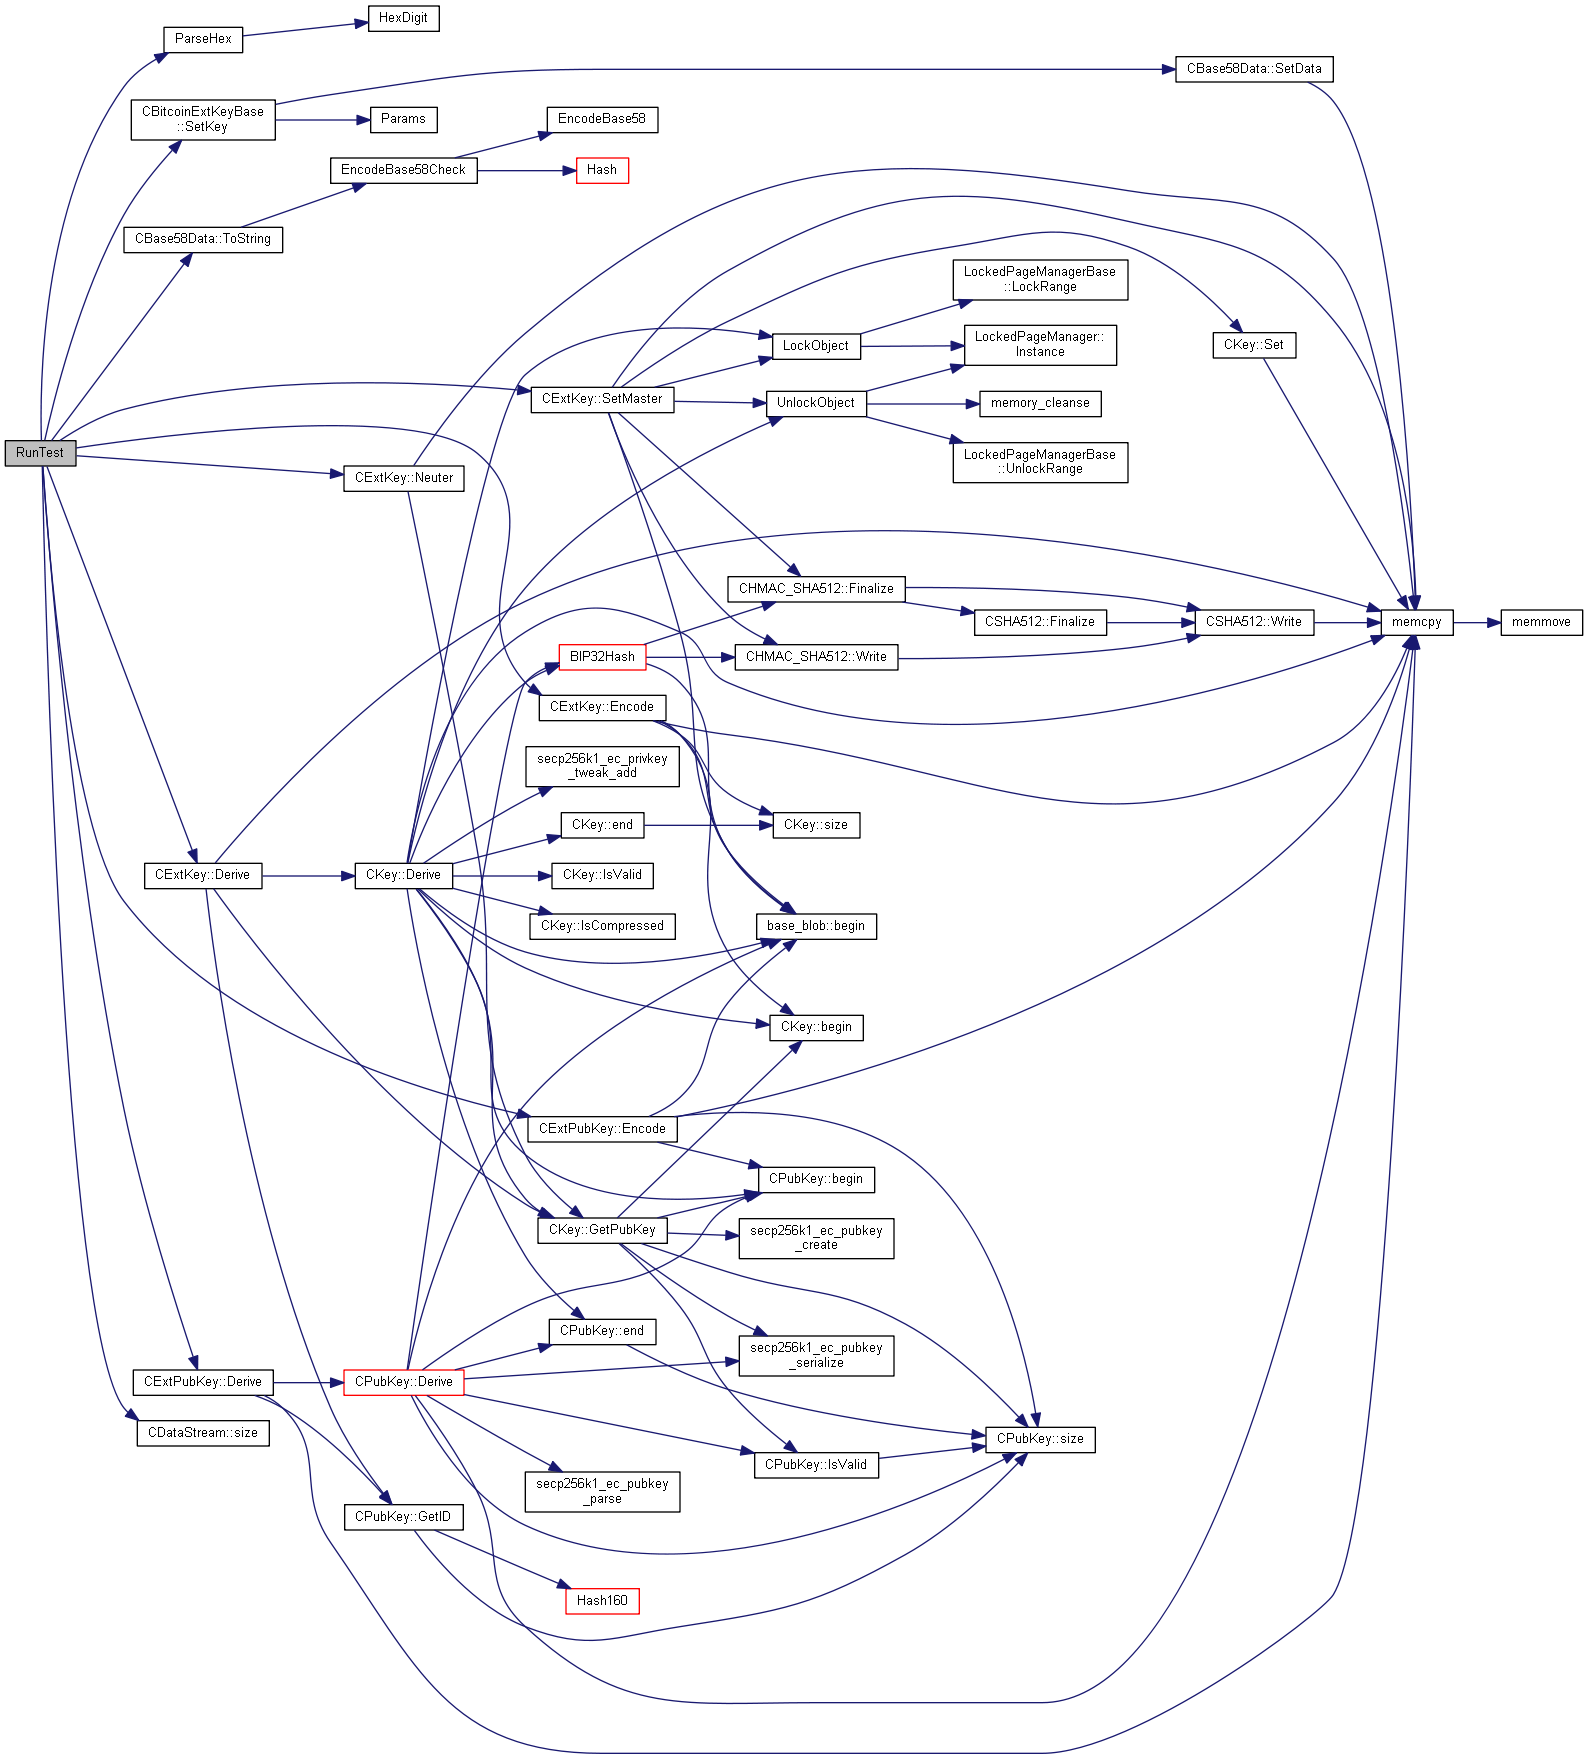 HexDigit
ParseHex
CBase58Data::SetData
CBitcoinExtKeyBase
::SetKey
Params
EncodeBase58
EncodeBase58Check
Hash
CBase58Data::ToString
LockedPageManagerBase
::LockRange
LockObject
LockedPageManager::
Instance
CKey::Set
CExtKey::SetMaster
UnlockObject
memory_cleanse
RunTest
LockedPageManagerBase
::UnlockRange
CExtKey::Neuter
CHMAC_SHA512::Finalize
CSHA512::Finalize
CSHA512::Write
memcpy
memmove
BIP32Hash
CHMAC_SHA512::Write
CExtKey::Encode
secp256k1_ec_privkey
_tweak_add
CKey::end
CKey::size
CExtKey::Derive
CKey::Derive
CKey::IsValid
CKey::IsCompressed
base_blob::begin
CKey::begin
CExtPubKey::Encode
CPubKey::begin
CKey::GetPubKey
secp256k1_ec_pubkey
_create
CPubKey::end
secp256k1_ec_pubkey
_serialize
CExtPubKey::Derive
CPubKey::Derive
CDataStream::size
CPubKey::size
CPubKey::IsValid
secp256k1_ec_pubkey
_parse
CPubKey::GetID
Hash160